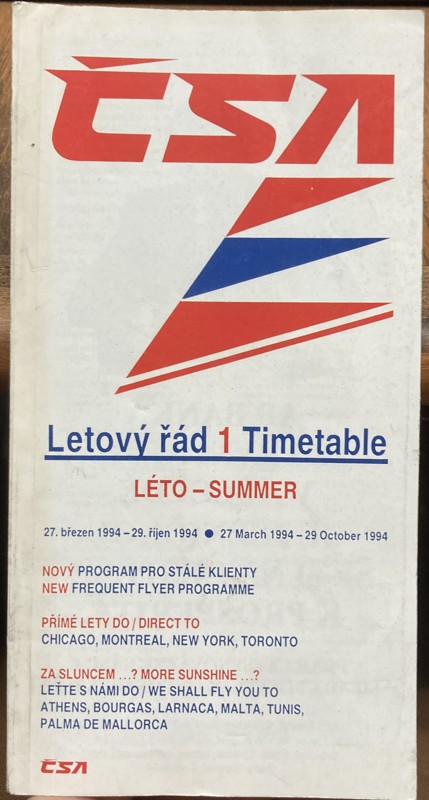 ČSA
Letový řád 1 Timetable
LÉTO – SUMMER
27. březen 1994 – 29. říjen 1994 ● 27 March 1994 – 29 October 1994
NOVÝ PROGRAM PRO STÁLÉ KLIENTY
NEW FREQUENT FLYER PROGRAMME
PŘÍMÉ LETY DO / DIRECT TO
CHICAGO, MONTREAL, NEW YORK, TORONTO
ZA SLUNCEM ...? MORE SUNSHINE ...?
LEŤTE S NÁMI DO / WE SHALL FLY YOU TO
ATHENS, BOURGAS, LARNACA, MALTA, TUNIS,
PALMA DE MALLORCA
ČSA